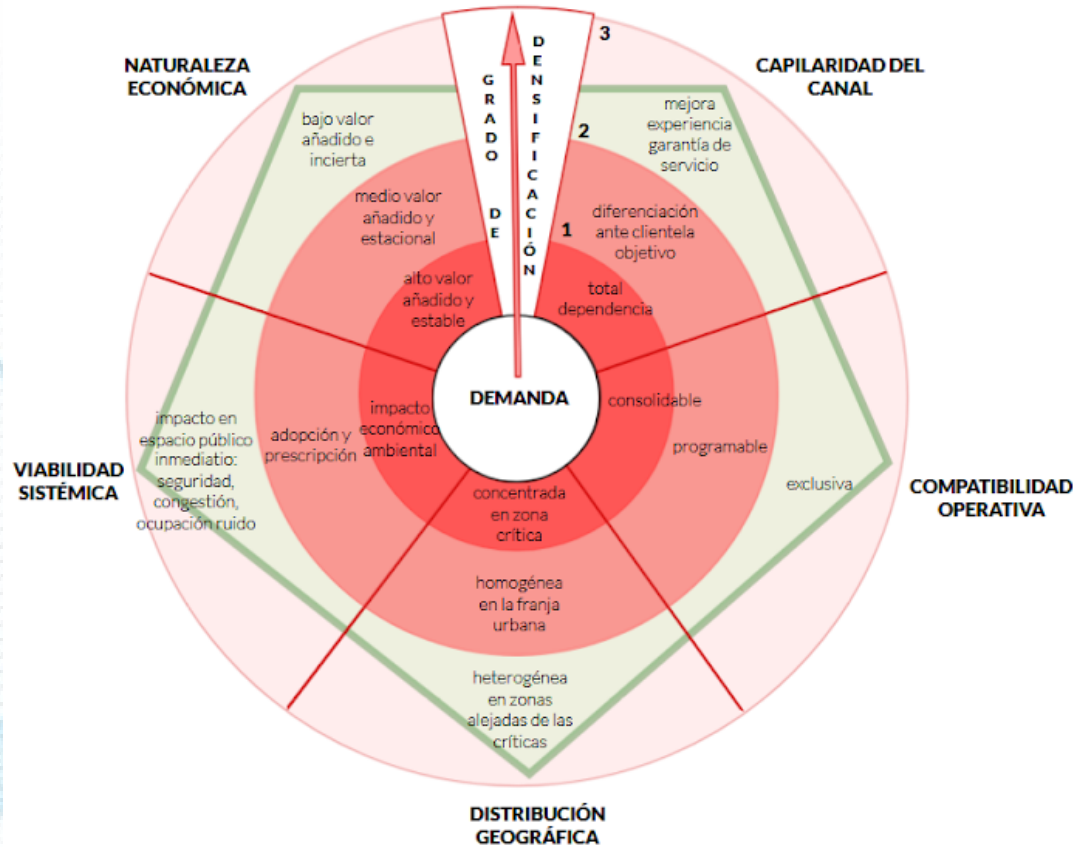 NATURALEZA
ECONÓMICA
bajo valor
añadido e
incierta
medio valor
añadido y
estacional
alto valor
añadido y
estable
GRADO DE
DENSIFICACIÓN
3
2
1
CAPILARIDAD DEL
CANAL
mejora
experiencia
garantía de
servicio
diferenciación
ante clientela
objetivo
total
dependencia
DEMANDA
consolidable
programable
exclusiva
COMPATIBILIDAD
OPERATIVA
VIABILIDAD
SISTÉMICA
impacto en
espacio público
inmediatio:
seguridad,
congestión,
ocupación ruido
adopción y
prescripción
impacto
económico
ambiental
concentrada
en zona
crítica
homogénea
en la franja
urbana
heterogénea
en zonas
alejadas de las
críticas
DISTRIBUCIÓN
GEOGRÁFICA